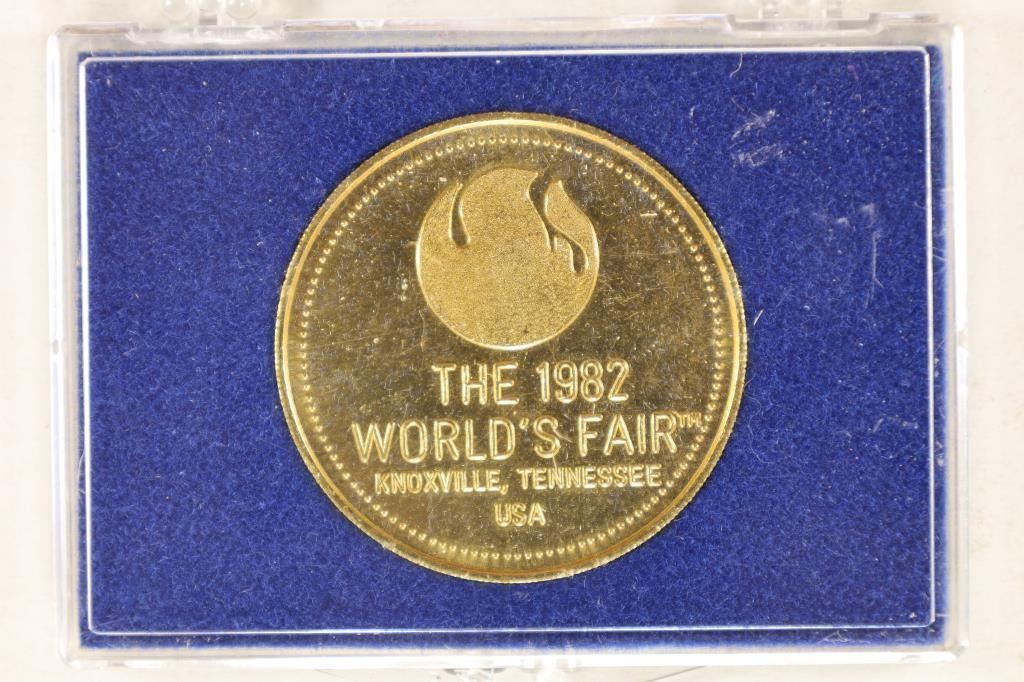 THE 1982
WORLD'S FAIR™
KNOXVILLE, TENNESSEE
USA